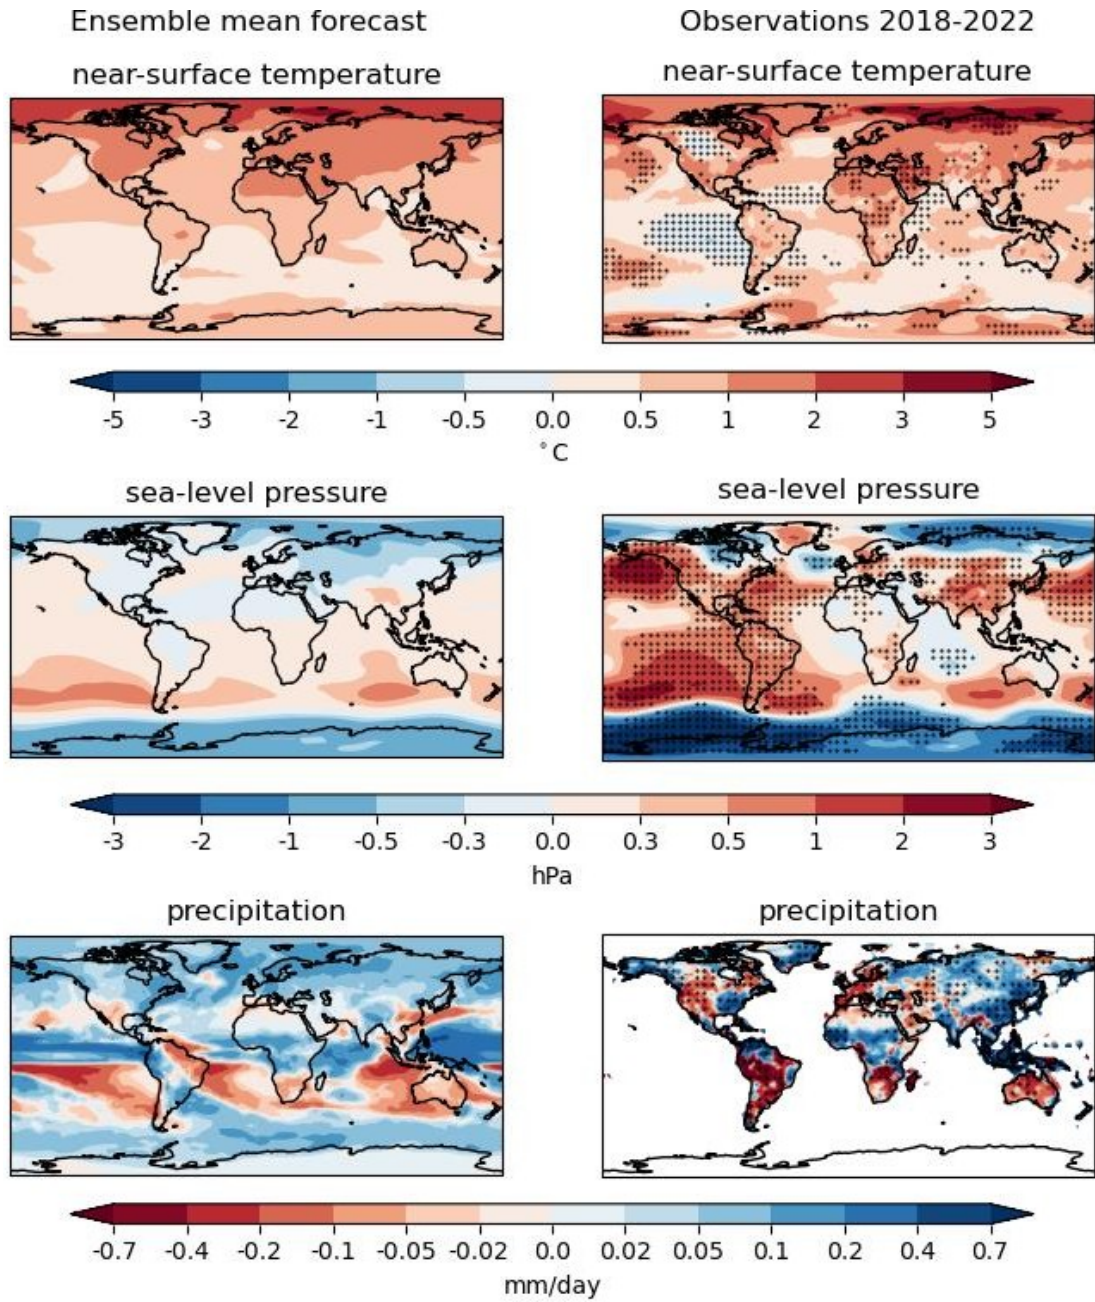 Ensemble mean forecast
Observations 2018-2022
near-surface temperature
near-surface temperature
-5 -3 -2 -1 -0.5 0.0 0.5 1 2 3 5
°C
sea-level pressure
sea-level pressure
-3 -2 -1 -0.5 -0.3 0.0 0.3 0.5 1 2 3
hPa
precipitation
precipitation
-0.7 -0.4 -0.2 -0.1 -0.05 -0.02 0.0 0.02 0.05 0.1 0.2 0.4 0.7
mm/day